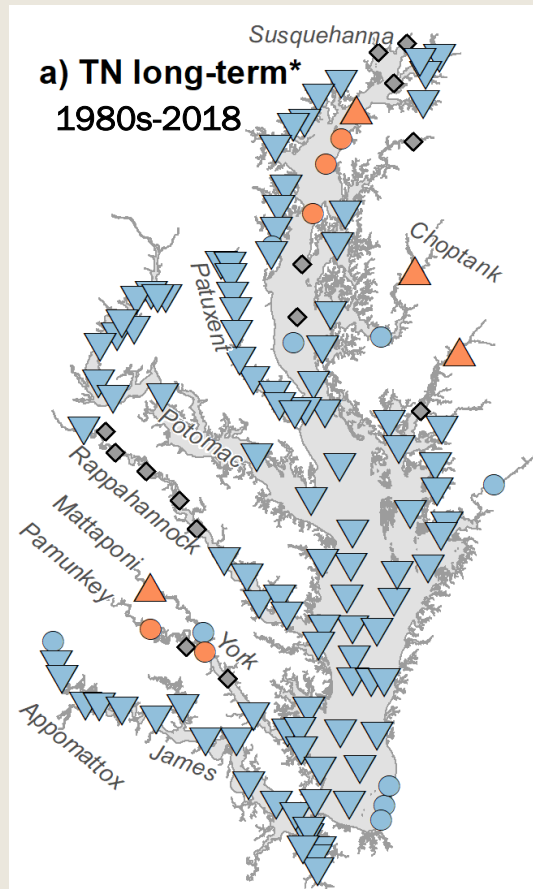 Susquehanna
a) TN long-term*
1980s-2018
Choptank
Patuxent
Potomac
Rappahannock
Mattaponi
Pamunkey
York
Appomattox
James